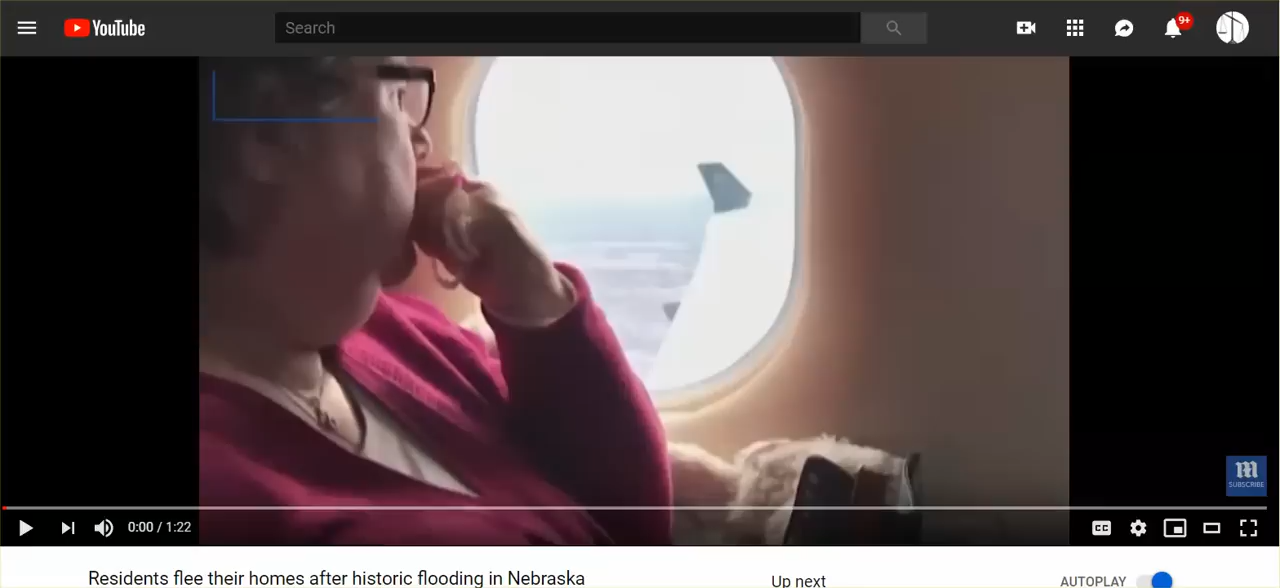 YouTube
Search
9+
m
SUBSCRIBE
0:00 / 1:22
CC
Residents flee their homes after historic flooding in Nebraska
Up next
AUTOPLAY